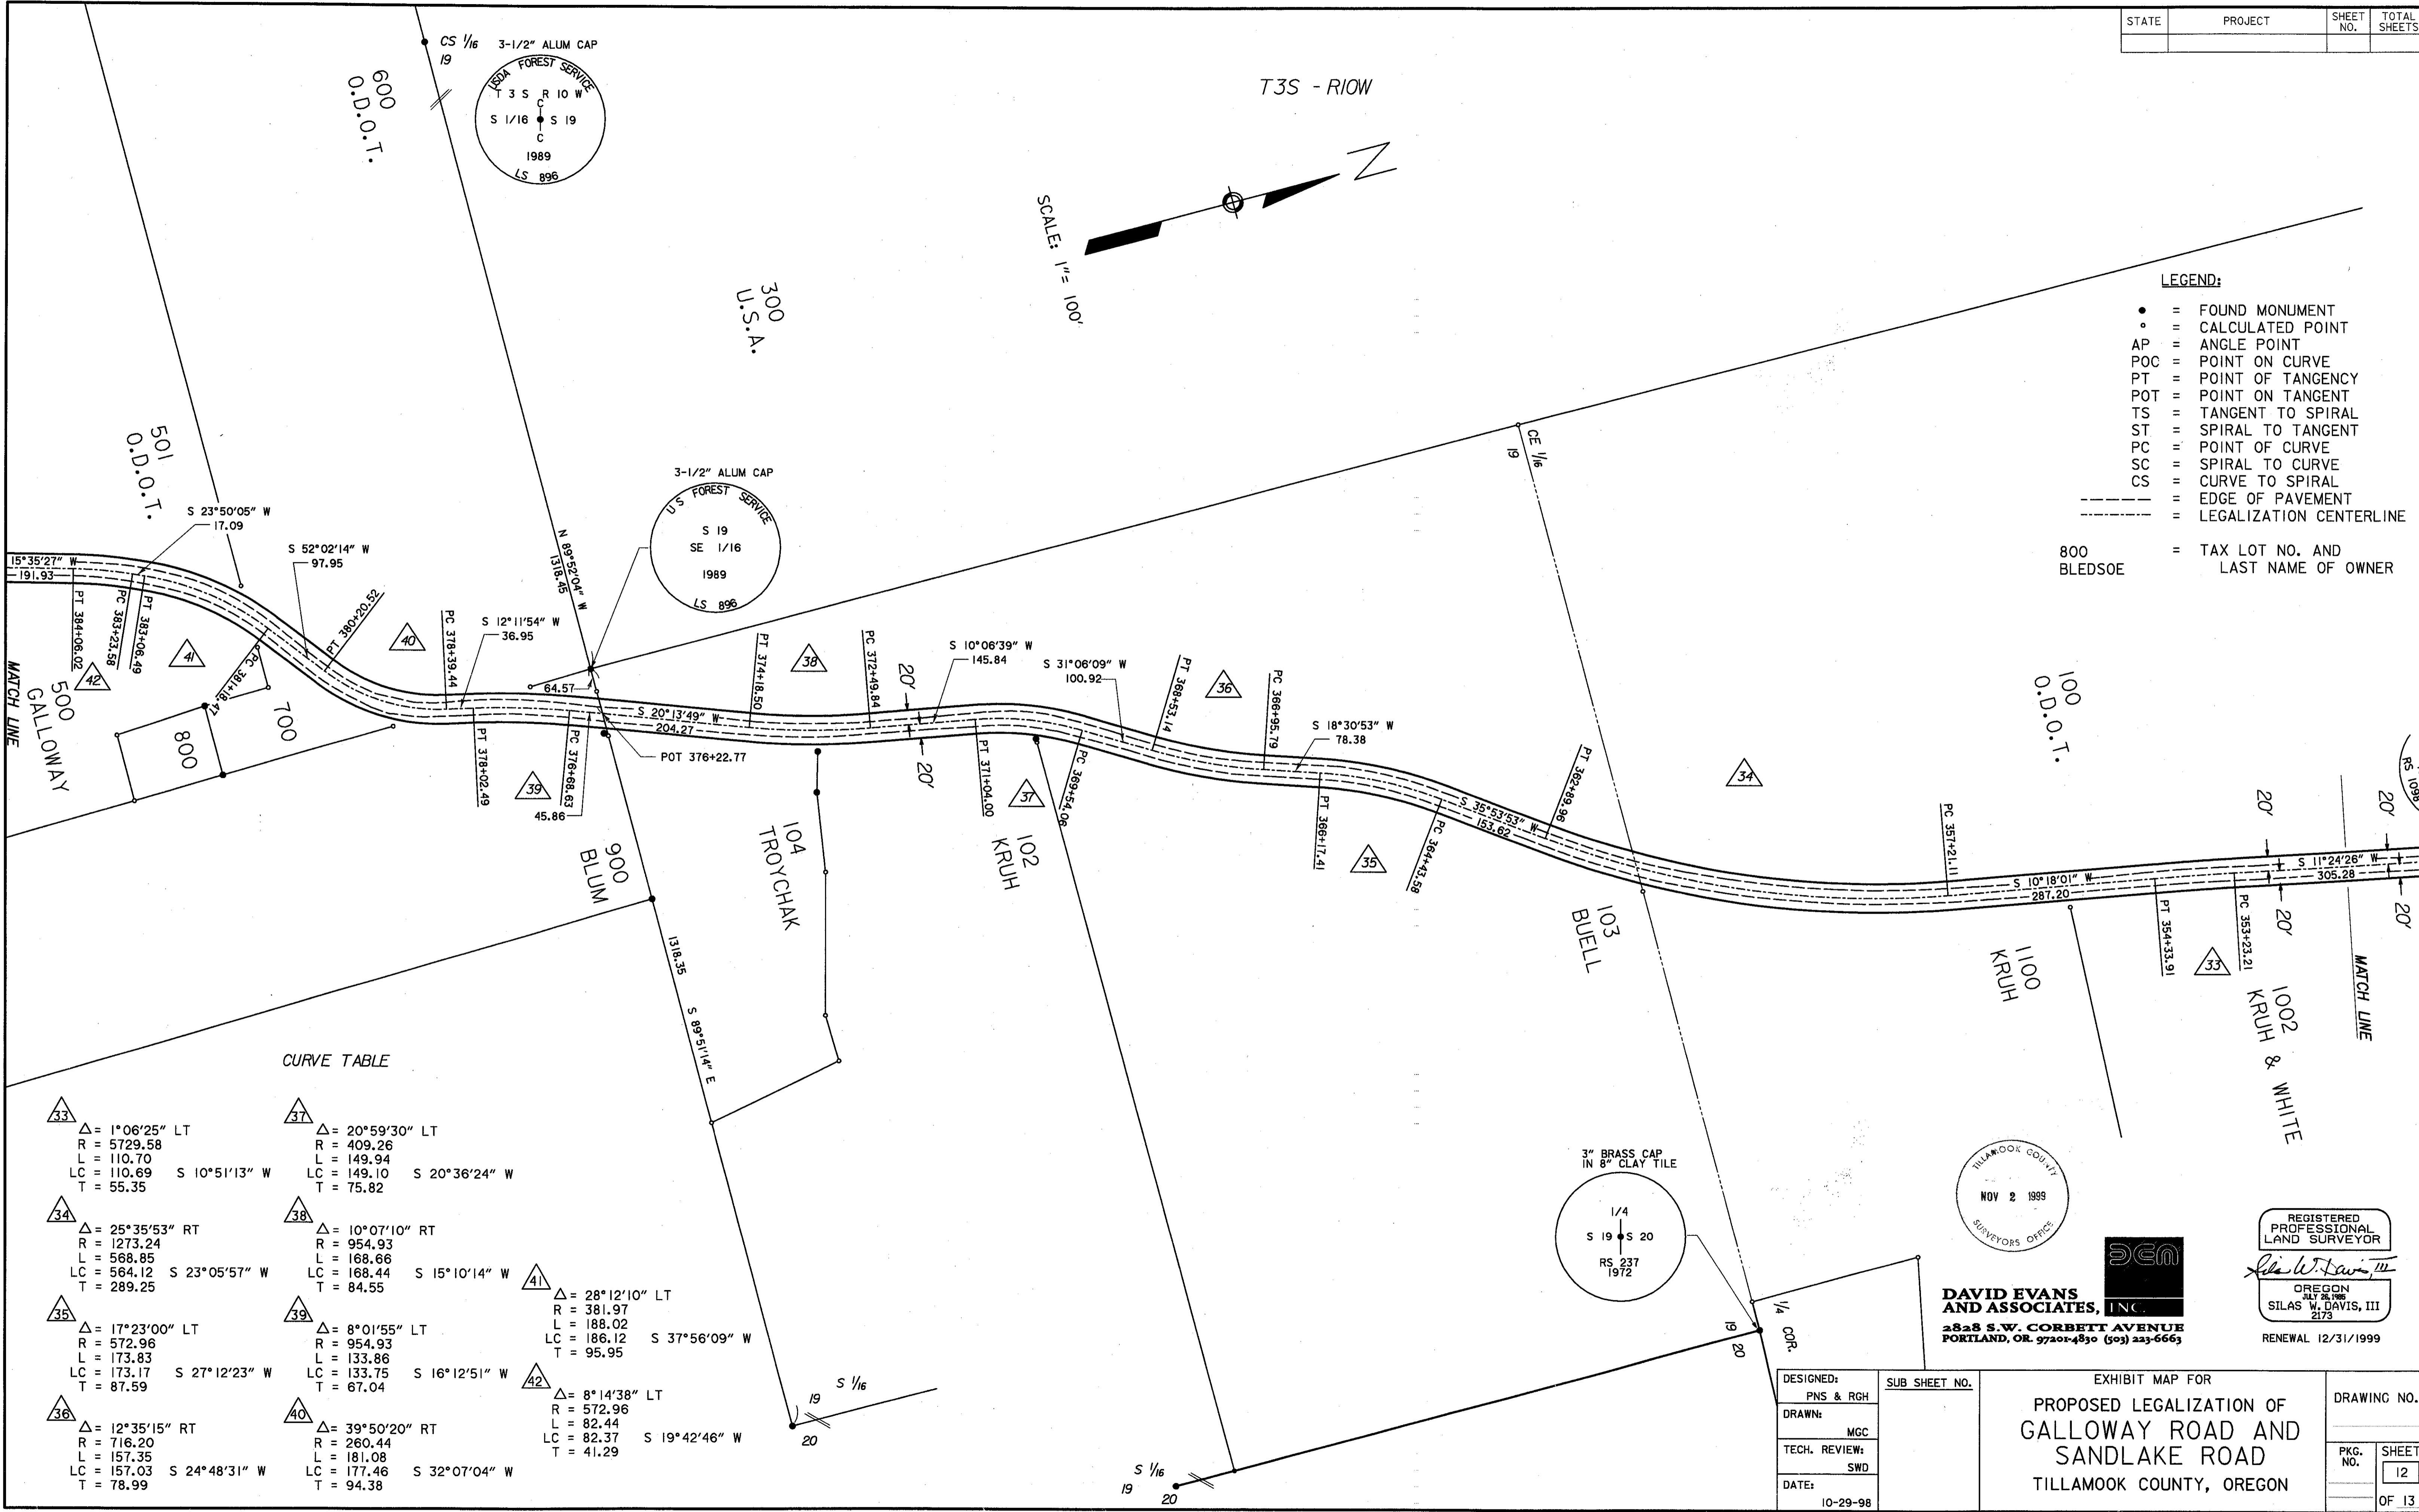 STATE PROJECT SHEET NO. TOTAL SHEETS
CS 1/16
19
3-1/2" ALUM CAP
USDA FOREST SERVICE
T 3 S R 10 W
C
S 1/16 S 19
C
1989
LS 896
600
O.D.O.T.
T3S - R10W
N
SCALE: 1"= 100'
300
U.S.A.
LEGEND:
● = FOUND MONUMENT
o = CALCULATED POINT
AP = ANGLE POINT
POC = POINT ON CURVE
PT = POINT OF TANGENCY
POT = POINT ON TANGENT
TS = TANGENT TO SPIRAL
ST = SPIRAL TO TANGENT
PC = POINT OF CURVE
SC = SPIRAL TO CURVE
CS = CURVE TO SPIRAL
= EDGE OF PAVEMENT
= LEGALIZATION CENTERLINE
800 = TAX LOT NO. AND
BLEDSOE LAST NAME OF OWNER
CE 1/16
19
501
O.D.O.T.
3-1/2" ALUM CAP
U S FOREST SERVICE
S 19
SE 1/16
1989
LS 896
N 89°52'04" W
1318.45
15°35'27" W
191.93
S 23°50'05" W
17.09
S 52°02'14" W
97.95
PT 384+06.02
PC 383+23.58
PT 383+06.49
PC 381+18.47
PT 380+20.52
PC 378+39.44
S 12°11'54" W
36.95
PT 378+02.49
PC 376+68.63
45.86
64.57
S 20°13'49" W
204.27
POT 376+22.77
PT 374+18.50
PC 372+49.84
20'
20'
S 10°06'39" W
145.84
PT 371+04.00
PC 369+54.06
S 31°06'09" W
100.92
PT 368+53.14
PC 366+95.79
S 18°30'53" W
78.38
PT 366+17.41
PC 364+43.58
S 35°53'53" W
153.62
PT 362+89.96
PC 357+21.11
S 10°18'01" W
287.20
PT 354+33.91
PC 353+23.21
20'
20'
S 11°24'26" W
305.28
20'
20'
RS 1098
42
41
40
39
38
37
36
35
34
33
MATCH LINE
500
GALLOWAY
800
700
900
BLUM
104
TROYCHAK
102
KRUH
103
BUELL
100
O.D.O.T.
1100
KRUH
1002
KRUH & WHITE
MATCH LINE
1318.35
S 89°51'14" E
CURVE TABLE
33
△= 1°06'25" LT
R = 5729.58
L = 110.70
LC = 110.69 S 10°51'13" W
T = 55.35
34
△= 25°35'53" RT
R = 1273.24
L = 568.85
LC = 564.12 S 23°05'57" W
T = 289.25
35
△= 17°23'00" LT
R = 572.96
L = 173.83
LC = 173.17 S 27°12'23" W
T = 87.59
36
△= 12°35'15" RT
R = 716.20
L = 157.35
LC = 157.03 S 24°48'31" W
T = 78.99
37
△= 20°59'30" LT
R = 409.26
L = 149.94
LC = 149.10 S 20°36'24" W
T = 75.82
38
△= 10°07'10" RT
R = 954.93
L = 168.66
LC = 168.44 S 15°10'14" W
T = 84.55
39
△= 8°01'55" LT
R = 954.93
L = 133.86
LC = 133.75 S 16°12'51" W
T = 67.04
40
△= 39°50'20" RT
R = 260.44
L = 181.08
LC = 177.46 S 32°07'04" W
T = 94.38
41
△= 28°12'10" LT
R = 381.97
L = 188.02
LC = 186.12 S 37°56'09" W
T = 95.95
42
△= 8°14'38" LT
R = 572.96
L = 82.44
LC = 82.37 S 19°42'46" W
T = 41.29
S 1/16
19
20
S 1/16
19
20
3" BRASS CAP
IN 8" CLAY TILE
1/4
S 19 S 20
RS 237
1972
1/4 COR.
19
20
TILLAMOOK COUNTY
NOV 2 1999
SURVEYORS OFFICE
DEA
DAVID EVANS
AND ASSOCIATES, INC.
2828 S.W. CORBETT AVENUE
PORTLAND, OR. 97201-4830 (503) 223-6663
REGISTERED
PROFESSIONAL
LAND SURVEYOR
Silas W. Davis, III
OREGON
JULY 26, 1985
SILAS W. DAVIS, III
2173
RENEWAL 12/31/1999
DESIGNED:
PNS & RGH
DRAWN:
MGC
TECH. REVIEW:
SWD
DATE:
10-29-98
SUB SHEET NO.
EXHIBIT MAP FOR
PROPOSED LEGALIZATION OF
GALLOWAY ROAD AND
SANDLAKE ROAD
TILLAMOOK COUNTY, OREGON
DRAWING NO.
PKG. NO.
SHEET
12
OF 13